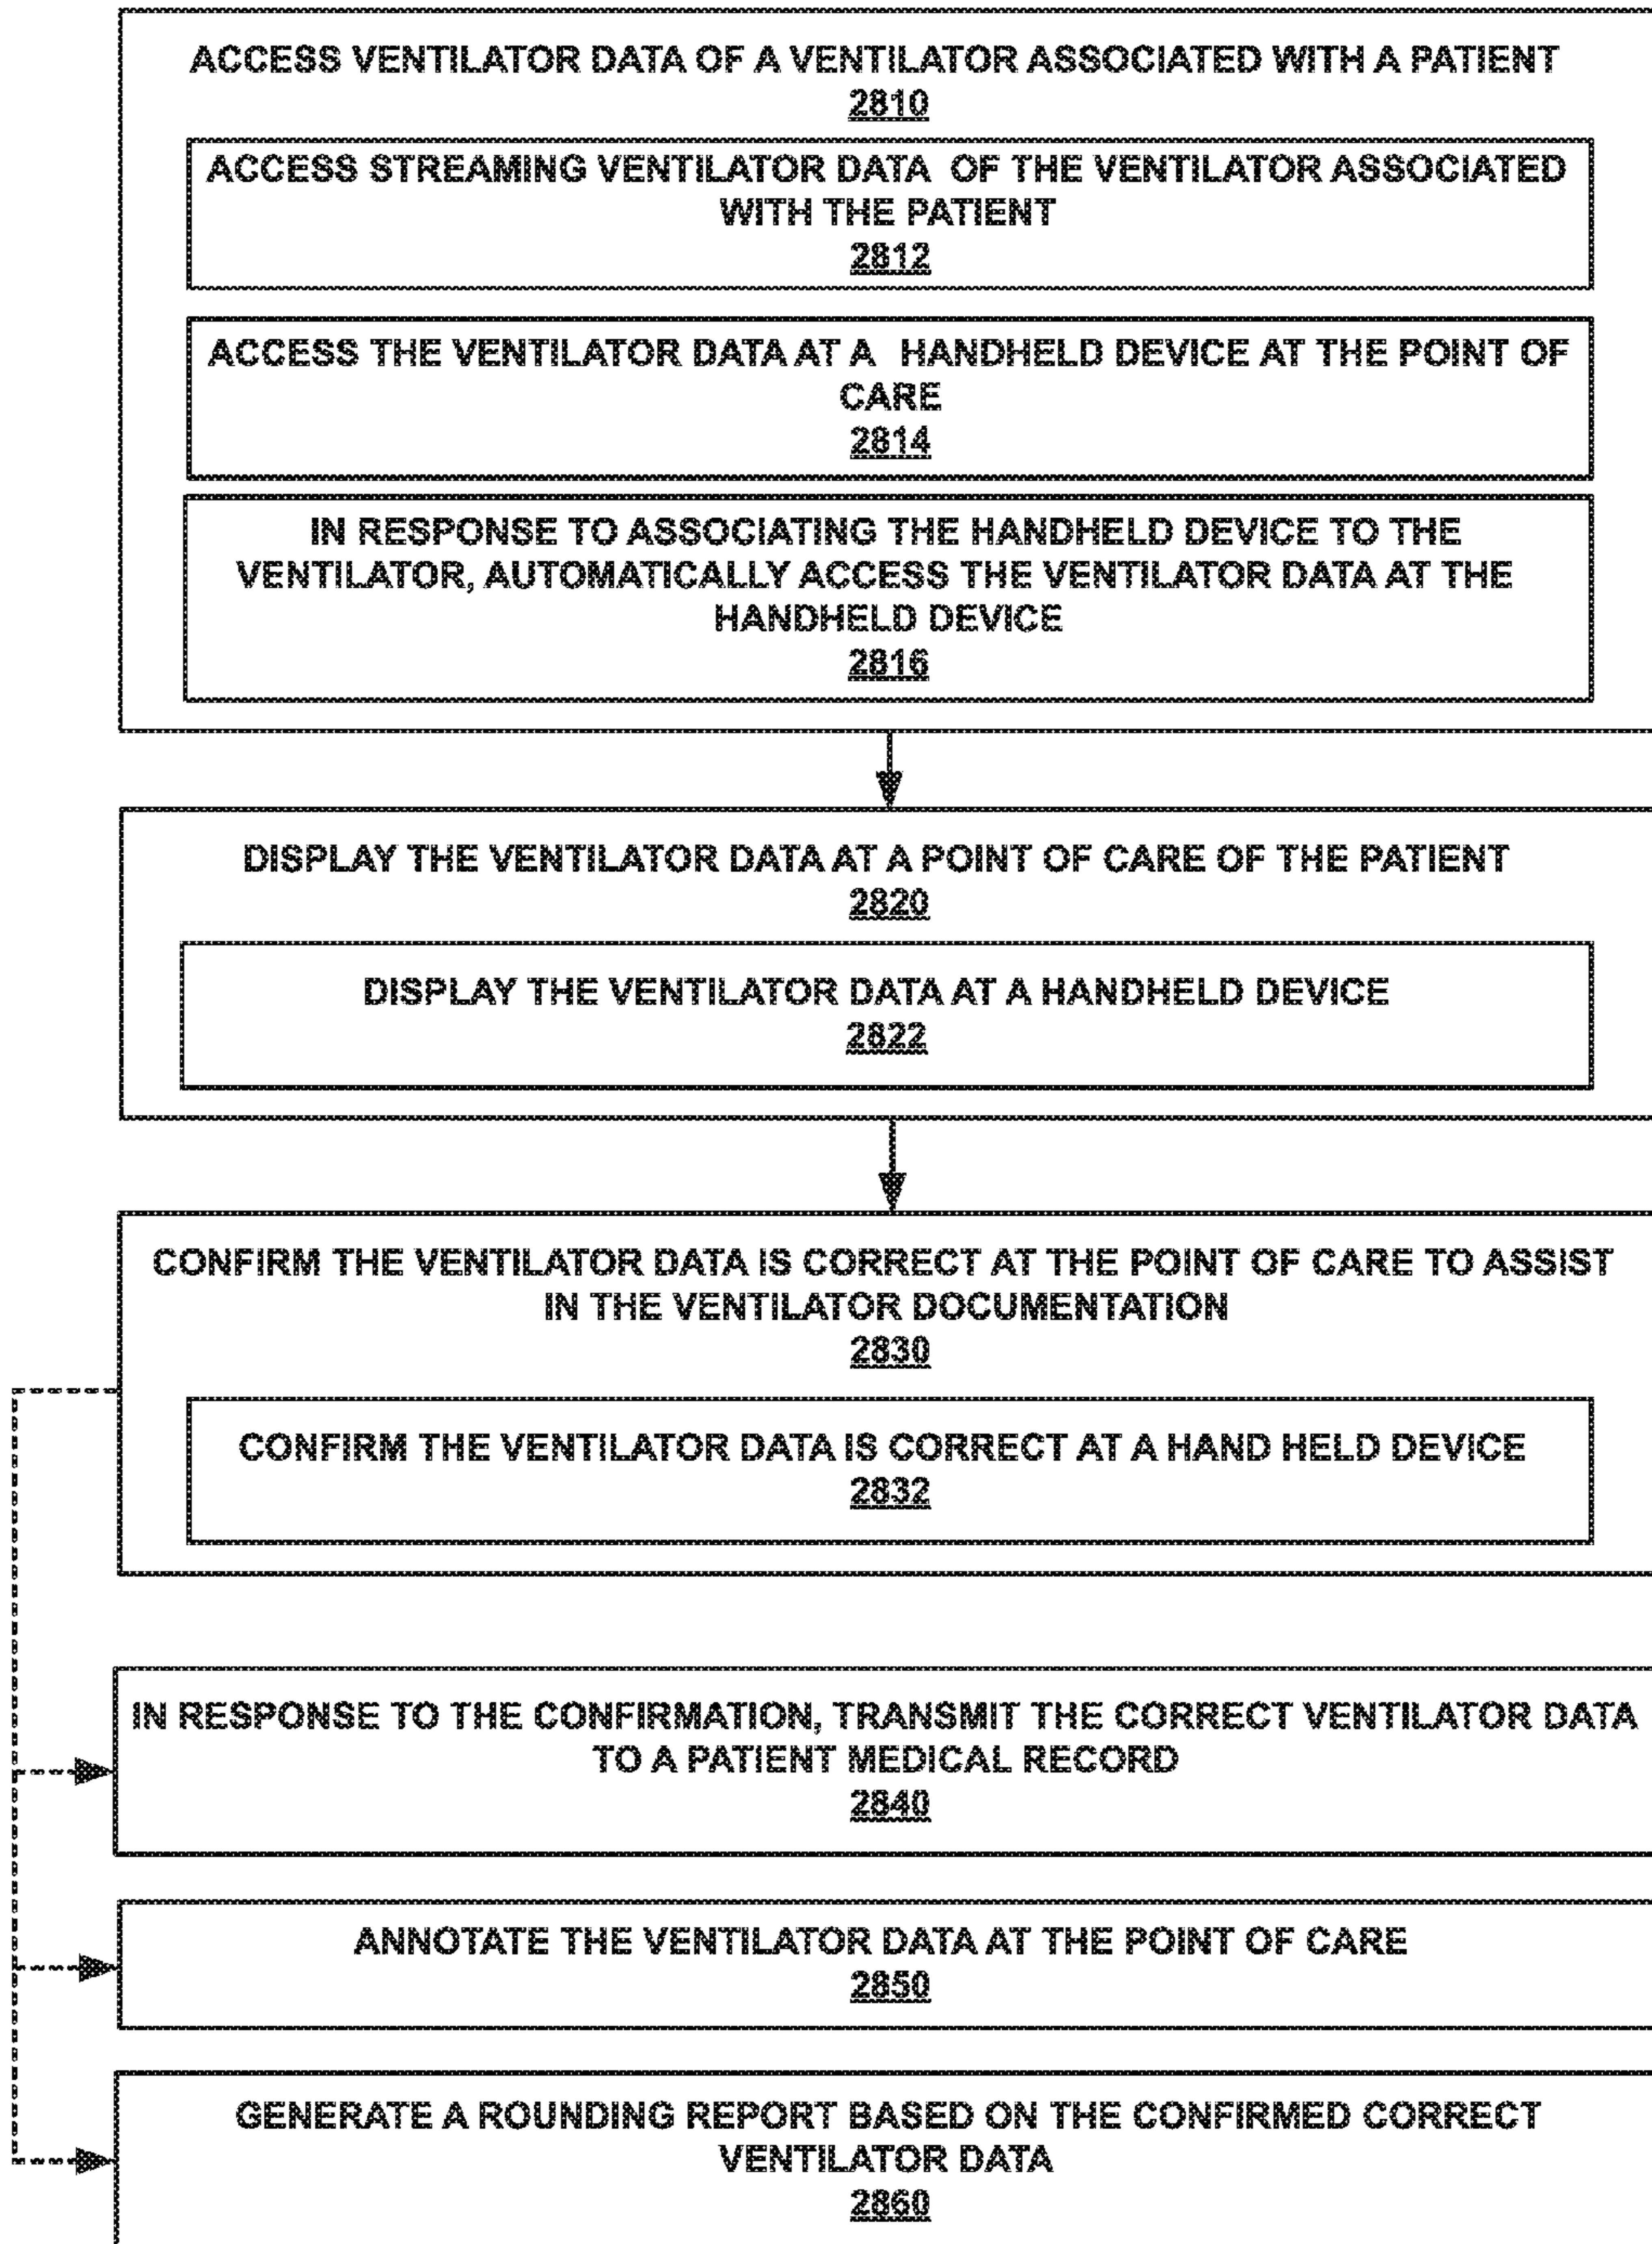 ACCESS VENTILATOR DATA OF A VENTILATOR ASSOCIATED WITH A PATIENT
2810
ACCESS STREAMING VENTILATOR DATA OF THE VENTILATOR ASSOCIATED
WITH THE PATIENT
2812
ACCESS THE VENTILATOR DATA AT A HANDHELD DEVICE AT THE POINT OF
CARE
2814
IN RESPONSE TO ASSOCIATING THE HANDHELD DEVICE TO THE
VENTILATOR, AUTOMATICALLY ACCESS THE VENTILATOR DATA AT THE
HANDHELD DEVICE
2816
DISPLAY THE VENTILATOR DATA AT A POINT OF CARE OF THE PATIENT
2820
DISPLAY THE VENTILATOR DATA AT A HANDHELD DEVICE
2822
CONFIRM THE VENTILATOR DATA IS CORRECT AT THE POINT OF CARE TO ASSIST
IN THE VENTILATOR DOCUMENTATION
2830
CONFIRM THE VENTILATOR DATA IS CORRECT AT A HAND HELD DEVICE
2832
IN RESPONSE TO THE CONFIRMATION, TRANSMIT THE CORRECT VENTILATOR DATA
TO A PATIENT MEDICAL RECORD
2840
ANNOTATE THE VENTILATOR DATA AT THE POINT OF CARE
2850
GENERATE A ROUNDING REPORT BASED ON THE CONFIRMED CORRECT
VENTILATOR DATA
2860